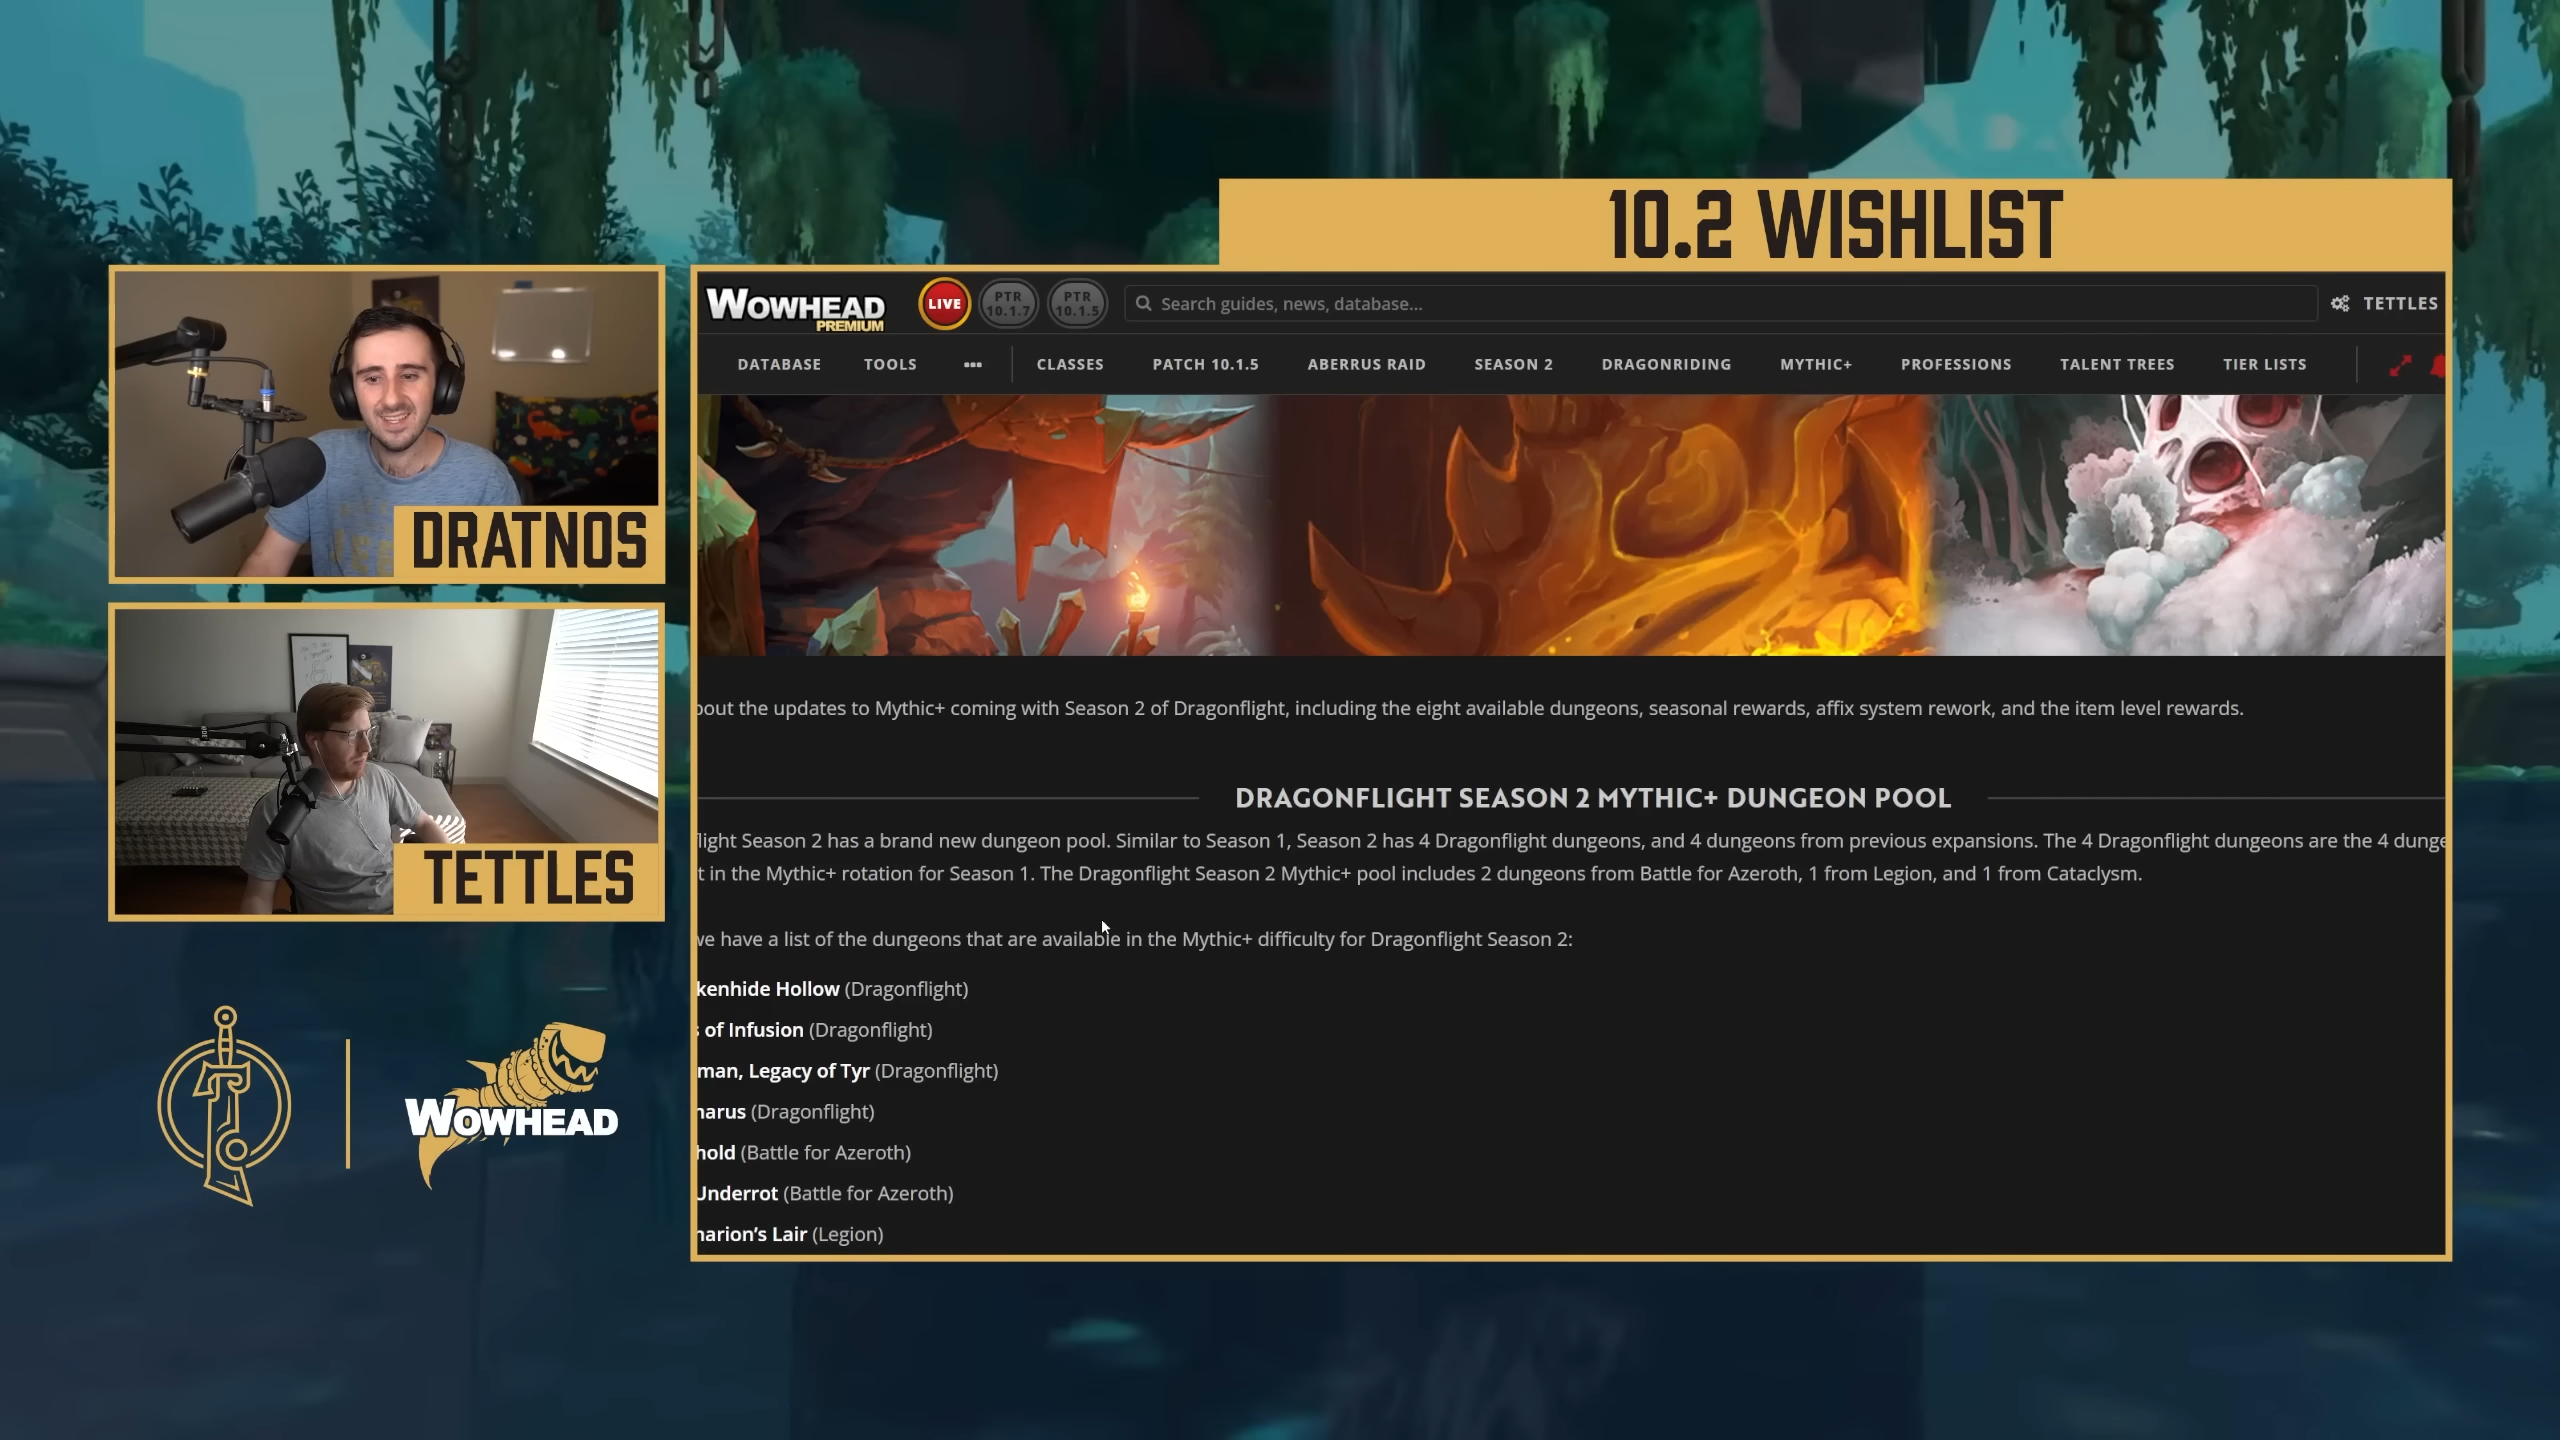 10.2 WISHLIST
WOWHEAD
PREMIUM
LIVE
PTR
10.1.7
PTR
10.1.5
Search guides, news, database...
TETTLES
DATABASE TOOLS ••• CLASSES PATCH 10.1.5 ABERRUS RAID SEASON 2 DRAGONRIDING MYTHIC+ PROFESSIONS TALENT TREES TIER LISTS
DRATNOS
TETTLES
WOWHEAD
bout the updates to Mythic+ coming with Season 2 of Dragonflight, including the eight available dungeons, seasonal rewards, affix system rework, and the item level rewards.
DRAGONFLIGHT SEASON 2 MYTHIC+ DUNGEON POOL
light Season 2 has a brand new dungeon pool. Similar to Season 1, Season 2 has 4 Dragonflight dungeons, and 4 dungeons from previous expansions. The 4 Dragonflight dungeons are the 4 dunge
t in the Mythic+ rotation for Season 1. The Dragonflight Season 2 Mythic+ pool includes 2 dungeons from Battle for Azeroth, 1 from Legion, and 1 from Cataclysm.
we have a list of the dungeons that are available in the Mythic+ difficulty for Dragonflight Season 2:
kenhide Hollow (Dragonflight)
s of Infusion (Dragonflight)
man, Legacy of Tyr (Dragonflight)
harus (Dragonflight)
hold (Battle for Azeroth)
Underrot (Battle for Azeroth)
harion's Lair (Legion)